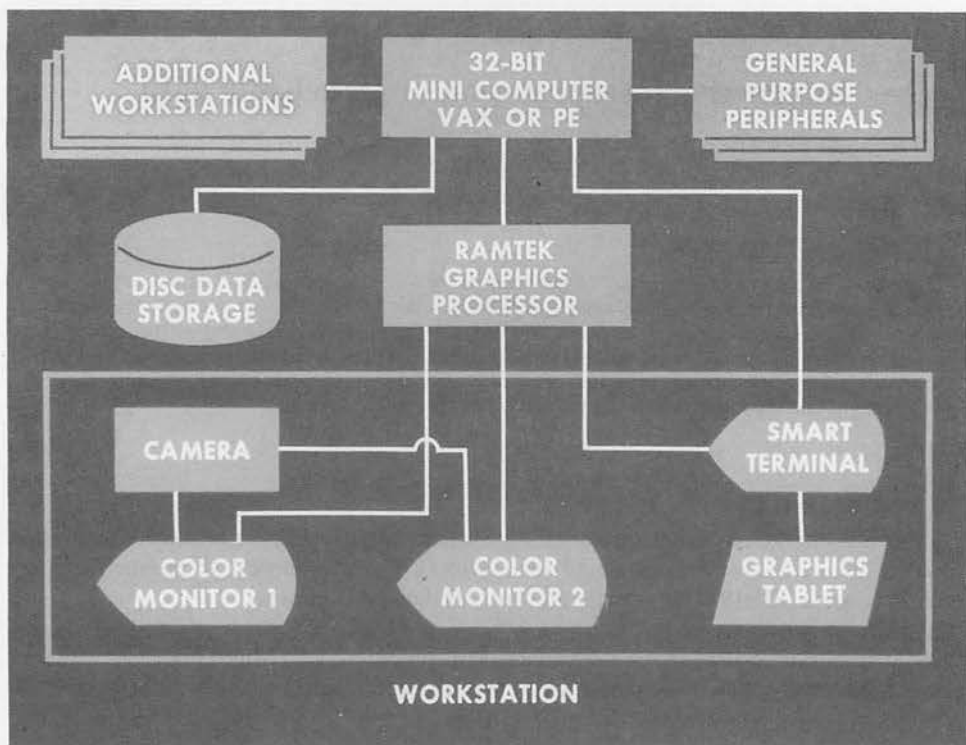 ADDITIONAL
WORKSTATIONS
32-BIT
MINI COMPUTER
VAX OR PE
GENERAL
PURPOSE
PERIPHERALS
DISC DATA
STORAGE
RAMTEK
GRAPHICS
PROCESSOR
CAMERA
SMART
TERMINAL
COLOR
MONITOR 1
COLOR
MONITOR 2
GRAPHICS
TABLET
WORKSTATION